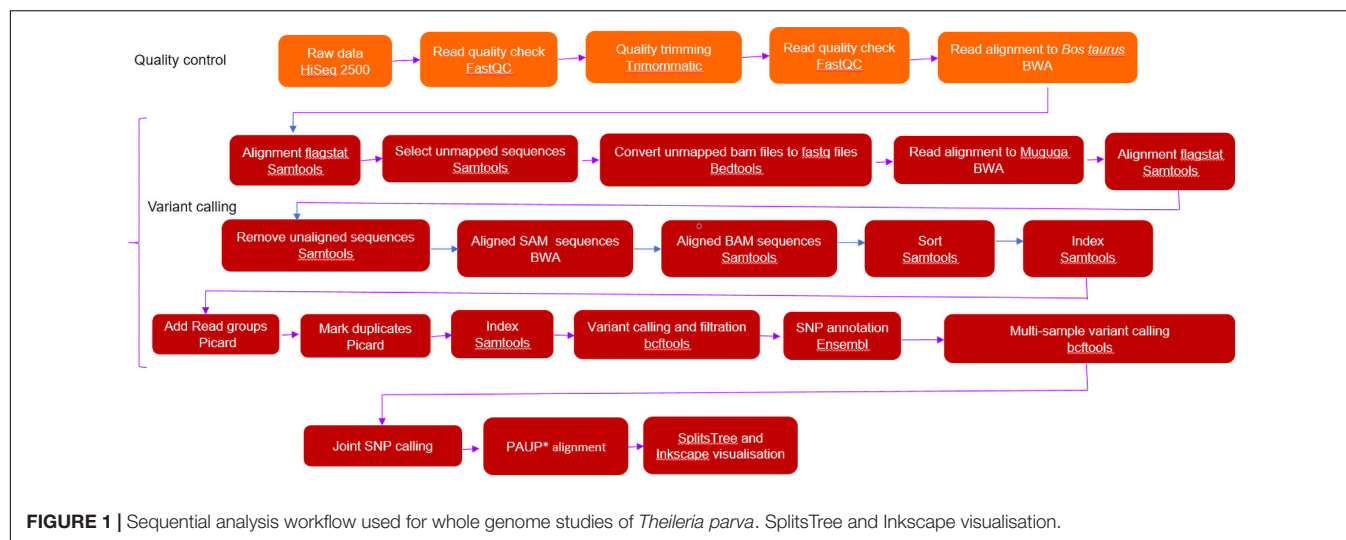 Quality control
Raw data
HiSeq 2500
Read quality check
FastQC
Quality trimming
Trimommatic
Read quality check
FastQC
Read alignment to Bos taurus
BWA
Alignment flagstat
Samtools
Select unmapped sequences
Samtools
Convert unmapped bam files to fastq files
Bedtools
Read alignment to Muguga
BWA
Alignment flagstat
Samtools
Variant calling
Remove unaligned sequences
Samtools
Aligned SAM sequences
BWA
Aligned BAM sequences
Samtools
Sort
Samtools
Index
Samtools
Add Read groups
Picard
Mark duplicates
Picard
Index
Samtools
Variant calling and filtration
bcftools
SNP annotation
Ensembl
Multi-sample variant calling
bcftools
Joint SNP calling
PAUP* alignment
SplitsTree and
Inkscape visualisation
FIGURE 1 | Sequential analysis workflow used for whole genome studies of Theileria parva. SplitsTree and Inkscape visualisation.